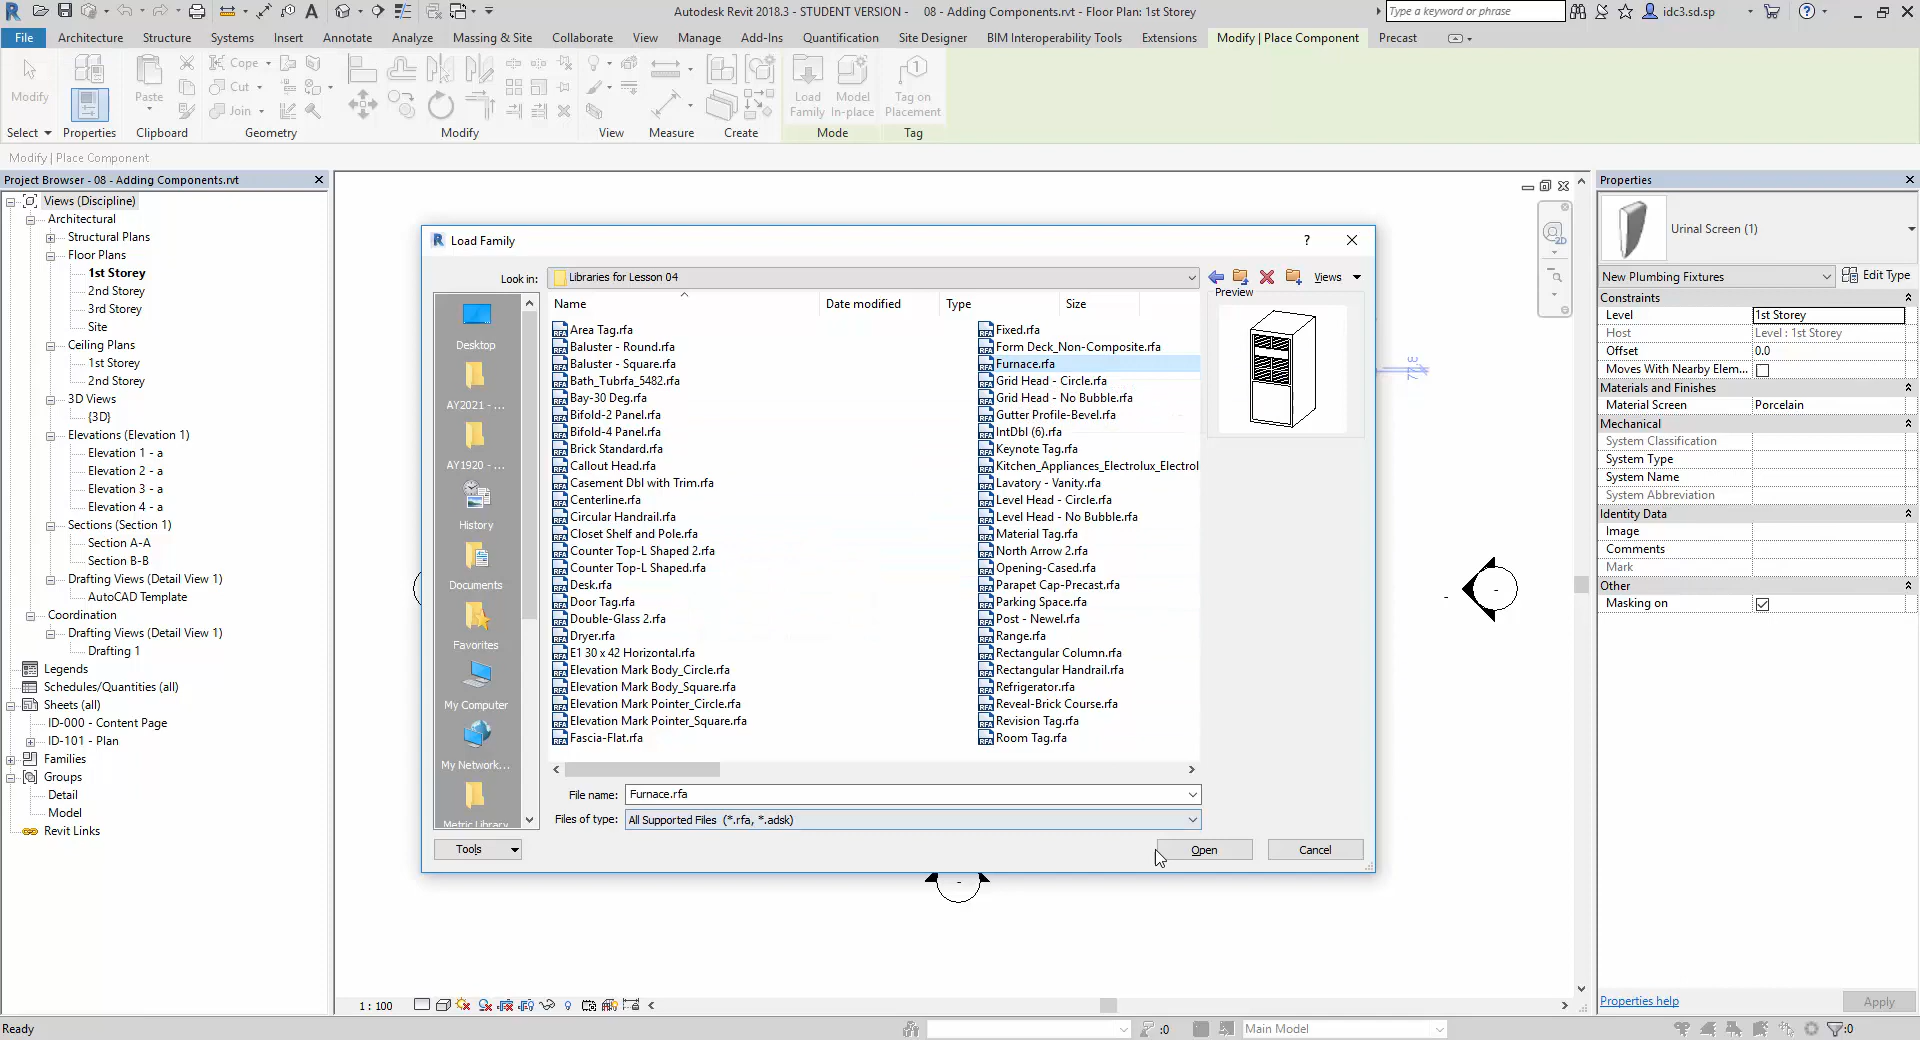 Autodesk Revit 2018.3 - STUDENT VERSION - 08 - Adding Components.rvt - Floor Plan: 1st Storey
Type a keyword or phrase
idc3.sd.sp
File Architecture Structure Systems Insert Annotate Analyze Massing & Site Collaborate View Manage Add-Ins Quantification Site Designer BIM Interoperability Tools Extensions Modify | Place Component Precast
Modify
Paste
Cope
Cut
Join
Load Family
Model In-place
Tag on Placement
Select Properties Clipboard Geometry Modify View Measure Create Mode Tag
Modify | Place Component
Project Browser - 08 - Adding Components.rvt
Views (Discipline)
Architectural
Structural Plans
Floor Plans
1st Storey
2nd Storey
3rd Storey
Site
Ceiling Plans
1st Storey
2nd Storey
3D Views
{3D}
Elevations (Elevation 1)
Elevation 1 - a
Elevation 2 - a
Elevation 3 - a
Elevation 4 - a
Sections (Section 1)
Section A-A
Section B-B
Drafting Views (Detail View 1)
AutoCAD Template
Coordination
Drafting Views (Detail View 1)
Drafting 1
Legends
Schedules/Quantities (all)
Sheets (all)
ID-000 - Content Page
ID-101 - Plan
Families
Groups
Detail
Model
Revit Links
Load Family
Look in: Libraries for Lesson 04
Views
Preview
Desktop
AY2021 - ...
AY1920 - ...
History
Documents
Favorites
My Computer
My Network...
Metric Library
Name Date modified Type Size
Area Tag.rfa
Baluster - Round.rfa
Baluster - Square.rfa
Bath_Tubrfa_5482.rfa
Bay-30 Deg.rfa
Bifold-2 Panel.rfa
Bifold-4 Panel.rfa
Brick Standard.rfa
Callout Head.rfa
Casement Dbl with Trim.rfa
Centerline.rfa
Circular Handrail.rfa
Closet Shelf and Pole.rfa
Counter Top-L Shaped 2.rfa
Counter Top-L Shaped.rfa
Desk.rfa
Door Tag.rfa
Double-Glass 2.rfa
Dryer.rfa
E1 30 x 42 Horizontal.rfa
Elevation Mark Body_Circle.rfa
Elevation Mark Body_Square.rfa
Elevation Mark Pointer_Circle.rfa
Elevation Mark Pointer_Square.rfa
Fascia-Flat.rfa
Fixed.rfa
Form Deck_Non-Composite.rfa
Furnace.rfa
Grid Head - Circle.rfa
Grid Head - No Bubble.rfa
Gutter Profile-Bevel.rfa
IntDbl (6).rfa
Keynote Tag.rfa
Kitchen_Appliances_Electrolux_Electrol
Lavatory - Vanity.rfa
Level Head - Circle.rfa
Level Head - No Bubble.rfa
Material Tag.rfa
North Arrow 2.rfa
Opening-Cased.rfa
Parapet Cap-Precast.rfa
Parking Space.rfa
Post - Newel.rfa
Range.rfa
Rectangular Column.rfa
Rectangular Handrail.rfa
Refrigerator.rfa
Reveal-Brick Course.rfa
Revision Tag.rfa
Room Tag.rfa
File name: Furnace.rfa
Files of type: All Supported Files (*.rfa, *.adsk)
Tools Open Cancel
Properties
Urinal Screen (1)
New Plumbing Fixtures Edit Type
Constraints
Level 1st Storey
Host Level : 1st Storey
Offset 0.0
Moves With Nearby Elem...
Materials and Finishes
Material Screen Porcelain
Mechanical
System Classification
System Type
System Name
System Abbreviation
Identity Data
Image
Comments
Mark
Other
Masking on
Properties help Apply
1 : 100
Ready
:0
Main Model
:0